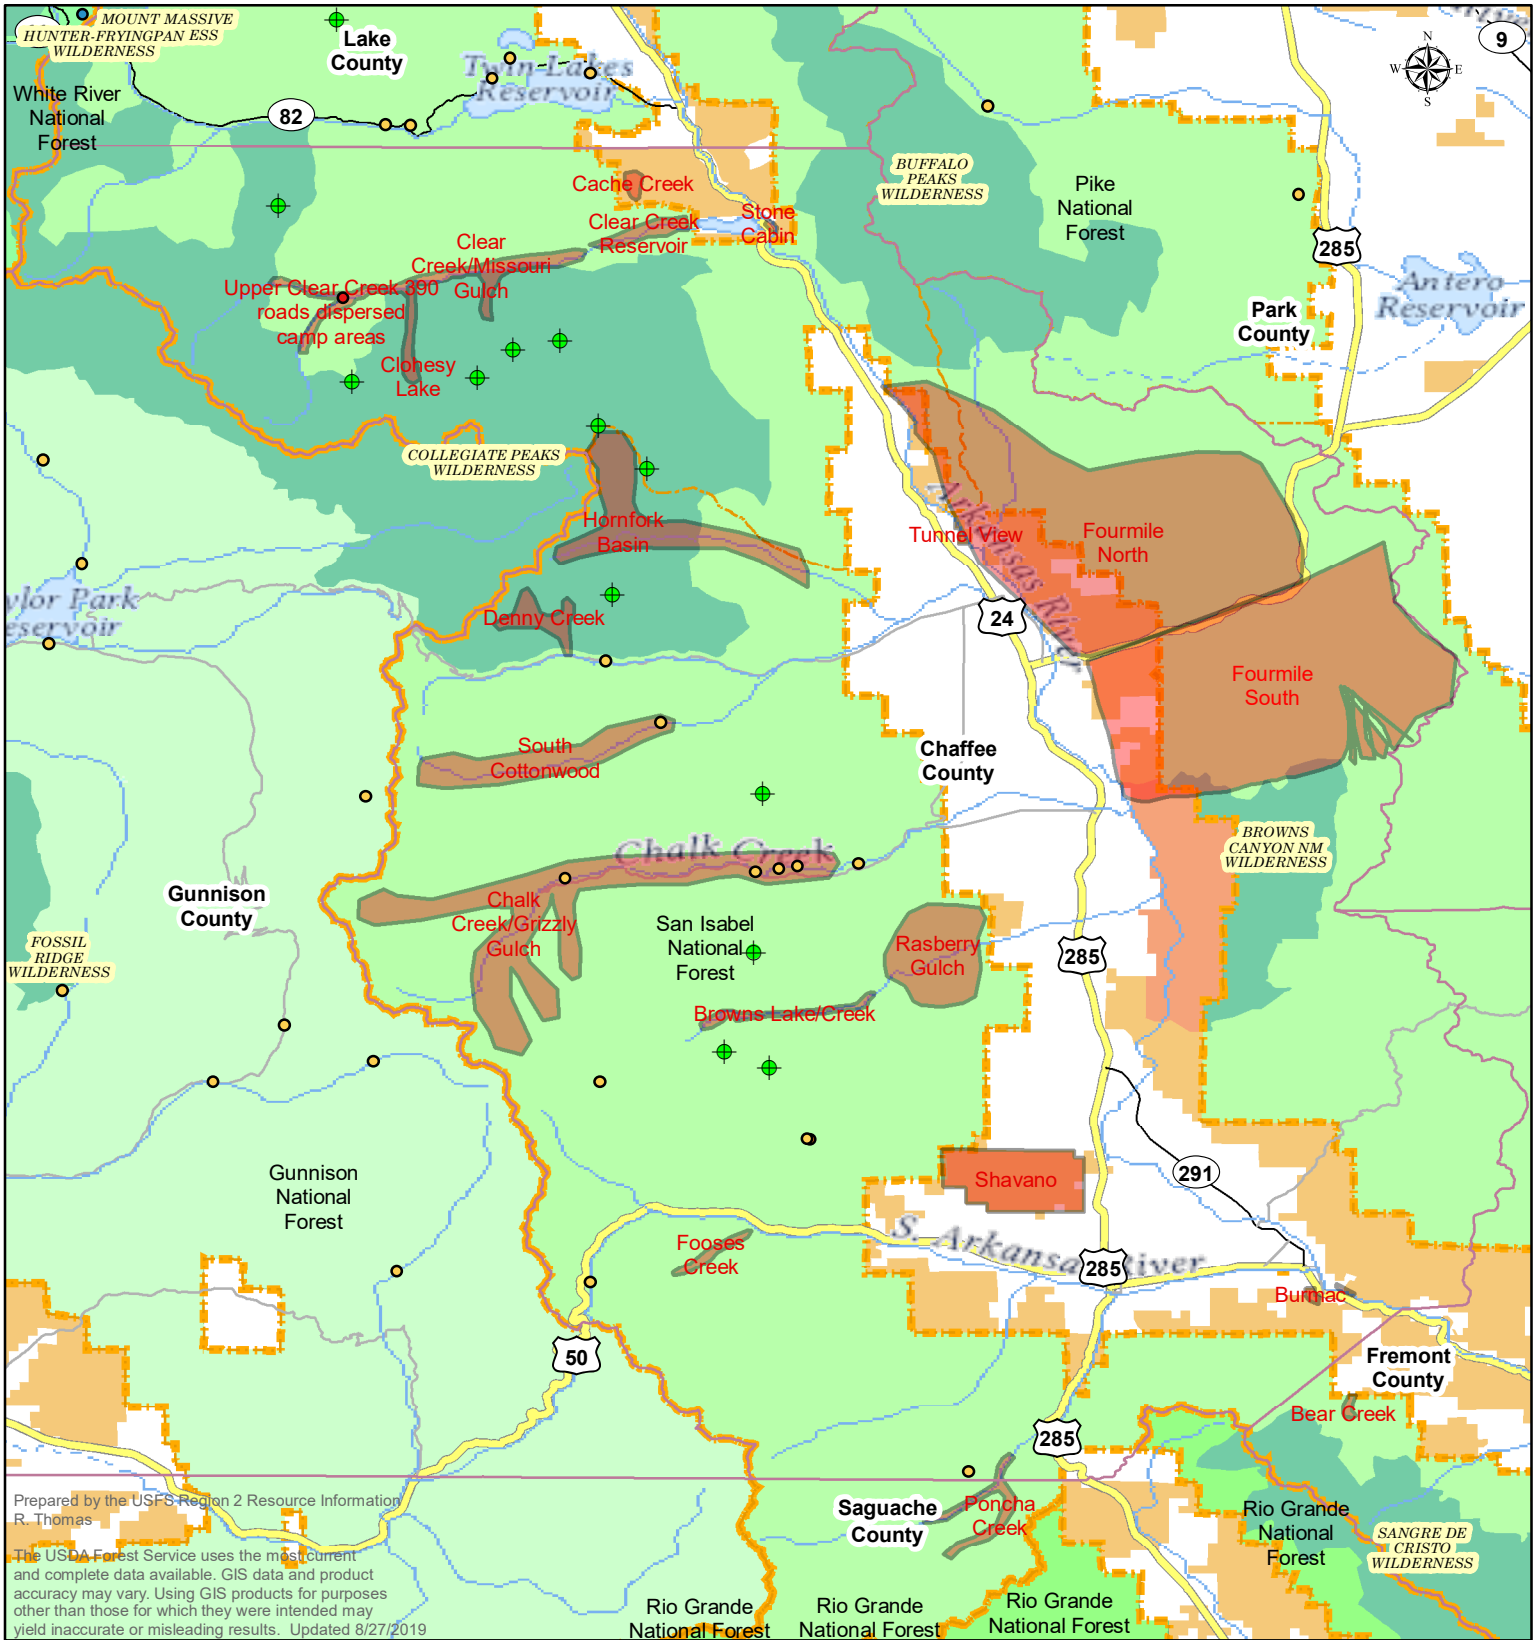 MOUNT MASSIVE
HUNTER-FRYINGPAN ESS
WILDERNESS
Lake
County
Twin Lakes
Reservoir
9
N
W E
S
White River
National
Forest
82
BUFFALO
PEAKS
WILDERNESS
Pike
National
Forest
Cache Creek
Clear Creek
Reservoir
Stone
Cabin
285
Clear
Creek/Missouri
Gulch
Antero
Reservoir
Upper Clear Creek 390
roads dispersed
camp areas
Park
County
Clohesy
Lake
COLLEGIATE PEAKS
WILDERNESS
Hornfork
Basin
Arkansas River
Tunnel View
Fourmile
North
ylor Park
eservoir
Denny Creek
24
Fourmile
South
South
Cottonwood
Chaffee
County
BROWNS
CANYON NM
WILDERNESS
Chalk Creek
Gunnison
County
Chalk
Creek/Grizzly
Gulch
San Isabel
National
Forest
Rasberry
Gulch
285
FOSSIL
RIDGE
WILDERNESS
Browns Lake/Creek
Gunnison
National
Forest
Shavano
291
S. Arkansas River
Fooses
Creek
285
Burmac
50
Fremont
County
Bear Creek
285
Prepared by the USFS Region 2 Resource Information
R. Thomas
The USDA Forest Service uses the most current
and complete data available. GIS data and product
accuracy may vary. Using GIS products for purposes
other than those for which they were intended may
yield inaccurate or misleading results. Updated 8/27/2019
Saguache
County
Poncha
Creek
Rio Grande
National
Forest
SANGRE DE
CRISTO
WILDERNESS
Rio Grande
National Forest
Rio Grande
National Forest
Rio Grande
National Forest